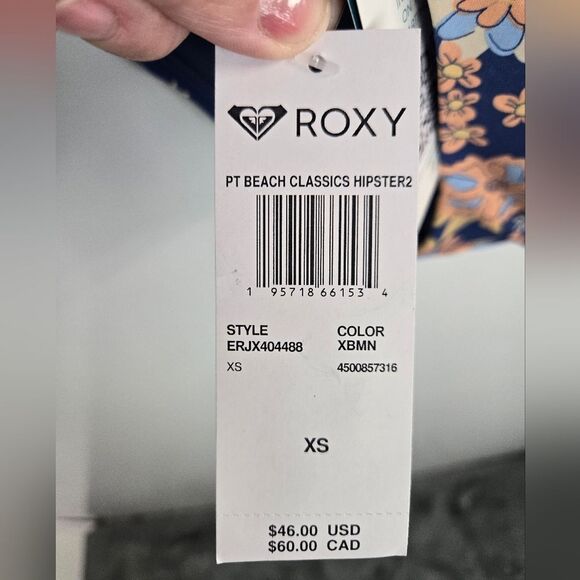 ROXY
PT BEACH CLASSICS HIPSTER2
1 95718 66153 4
STYLE COLOR
ERJX404488 XBMN
XS 4500857316
XS
$46.00 USD
$60.00 CAD